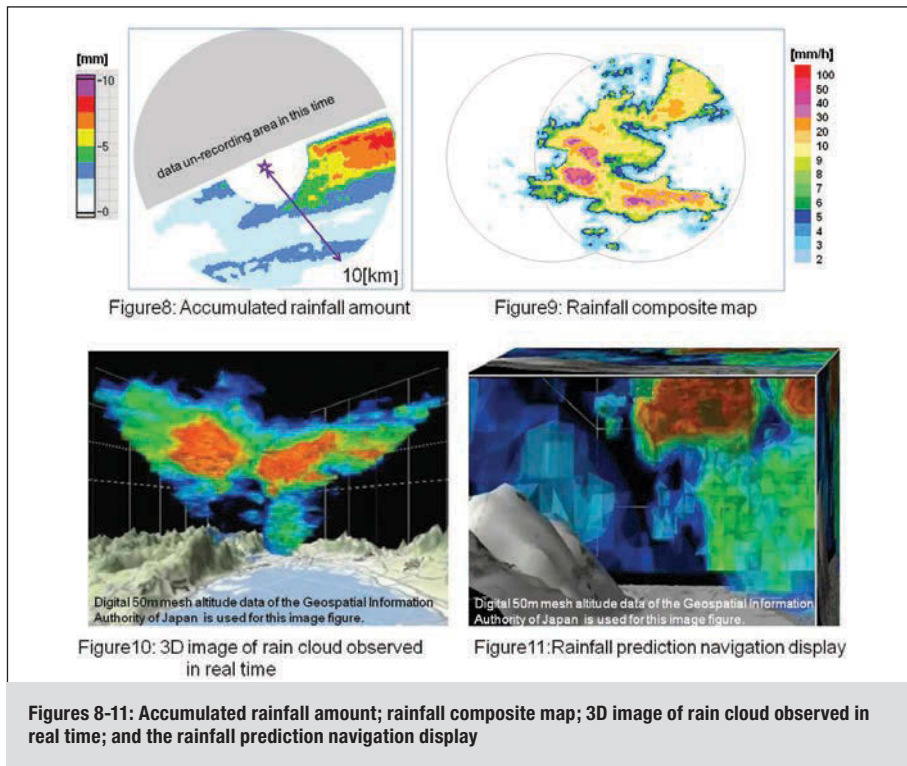 [mm]
10
5
0
data un-recording area in this time
10[km]
Figure8: Accumulated rainfall amount
[mm/h]
100
50
40
30
20
10
9
8
7
6
5
4
3
2
Figure9: Rainfall composite map
Digital 50m mesh altitude data of the Geospatial Information
Authority of Japan is used for this image figure.
Figure10: 3D image of rain cloud observed
in real time
Digital 50m mesh altitude data of the Geospatial Information
Authority of Japan is used for this image figure.
Figure11:Rainfall prediction navigation display
Figures 8-11: Accumulated rainfall amount; rainfall composite map; 3D image of rain cloud observed in
real time; and the rainfall prediction navigation display